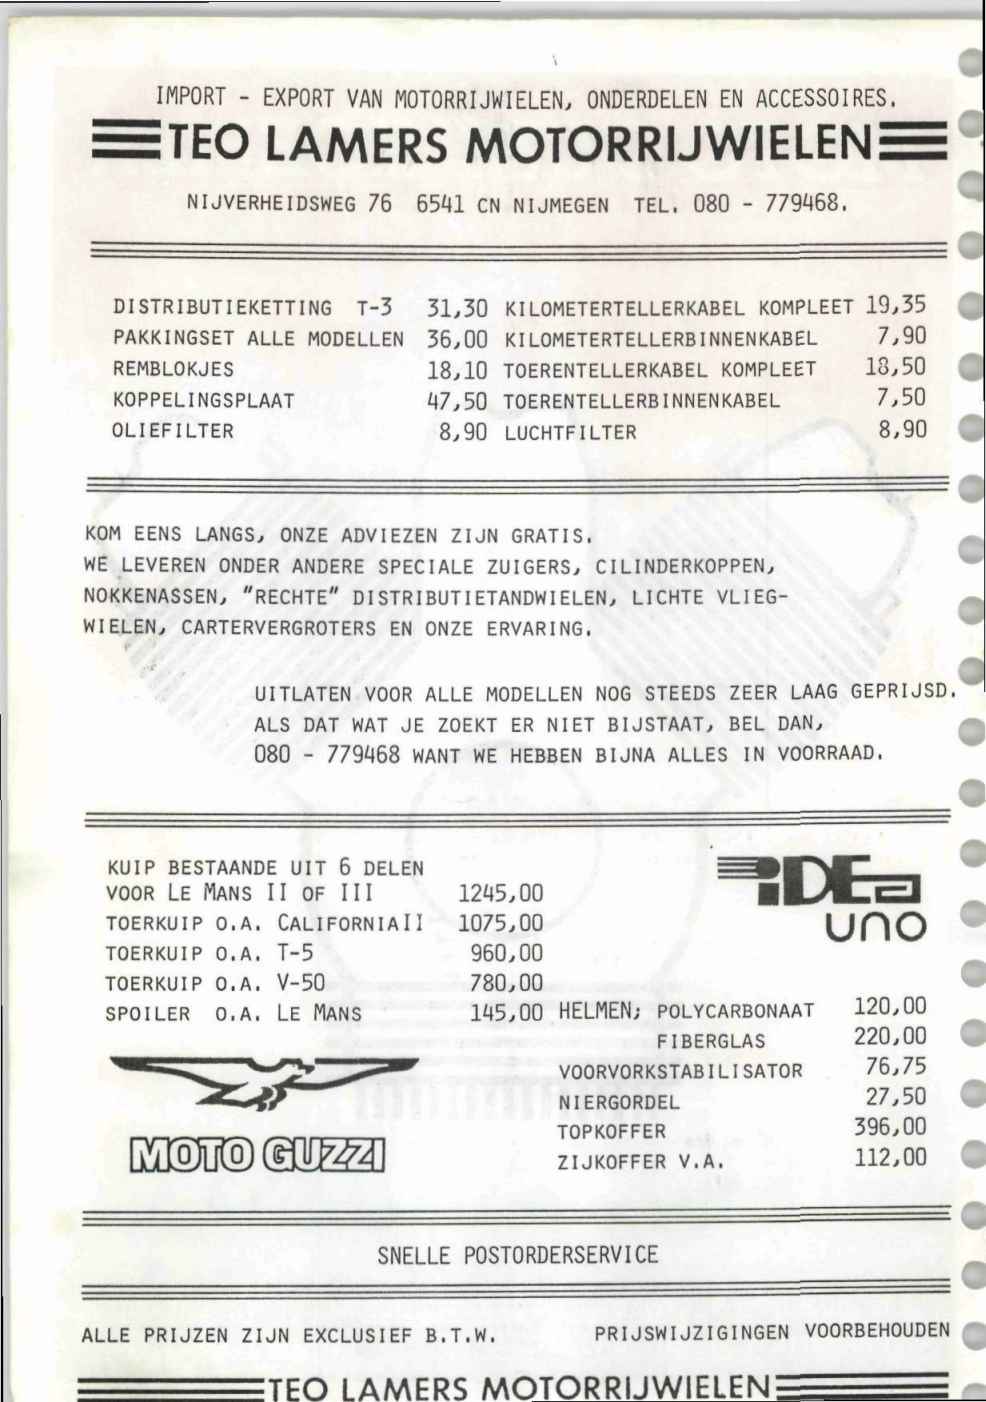 IMPORT - EXPORT VAN MOTORRIJWIELEN, ONDERDELEN EN ACCESSOIRES.
TEO LAMERS MOTORRIJWIELEN
NIJVERHEIDSWEG 76 6541 CN NIJMEGEN TEL. 080 - 779468.
DISTRIBUTIEKETTING T-3 31,30 KILOMETERTELLERKABEL KOMPLEET 19,35
PAKKINGSET ALLE MODELLEN 36,00 KILOMETERTELLERBINNENKABEL 7,90
REMBLOKJES 18,10 TOERENTELLERKABEL KOMPLEET 18,50
KOPPELINGSPLAAT 47,50 TOERENTELLERBINNENKABEL 7,50
OLIEFILTER 8,90 LUCHTFILTER 8,90
KOM EENS LANGS, ONZE ADVIEZEN ZIJN GRATIS.
WE LEVEREN ONDER ANDERE SPECIALE ZUIGERS, CILINDERKOPPEN,
NOKKENASSEN, "RECHTE" DISTRIBUTIETANDWIELEN, LICHTE VLIEG-
WIELEN, CARTERVERGROTERS EN ONZE ERVARING.
UITLATEN VOOR ALLE MODELLEN NOG STEEDS ZEER LAAG GEPRIJSD.
ALS DAT WAT JE ZOEKT ER NIET BIJSTAAT, BEL DAN,
080 - 779468 WANT WE HEBBEN BIJNA ALLES IN VOORRAAD.
KUIP BESTAANDE UIT 6 DELEN
VOOR LE MANS II OF III 1245,00
TOERKUIP O.A. CALIFORNIAII 1075,00
TOERKUIP O.A. T-5 960,00
TOERKUIP O.A. V-50 780,00
SPOILER O.A. LE MANS 145,00
MOTO GUZZI
iDEa
UNO
HELMEN; POLYCARBONAAT 120,00
FIBERGLAS 220,00
VOORVORKSTABILISATOR 76,75
NIERGORDEL 27,50
TOPKOFFER 396,00
ZIJKOFFER V.A. 112,00
SNELLE POSTORDERSERVICE
ALLE PRIJZEN ZIJN EXCLUSIEF B.T.W. PRIJSWIJZIGINGEN VOORBEHOUDEN
TEO LAMERS MOTORRIJWIELEN